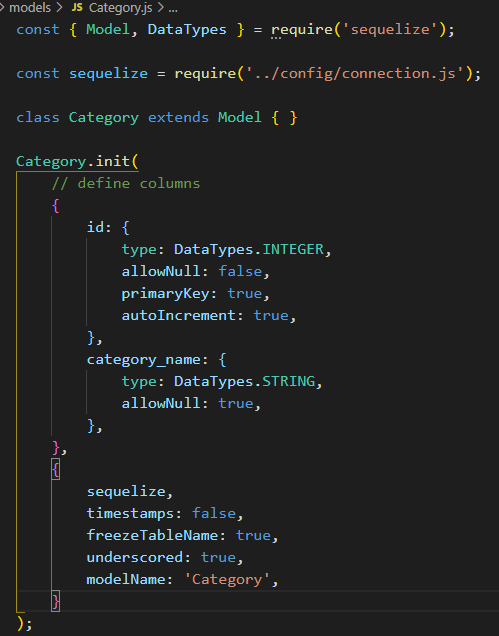 models > JS Category.js > ...
const { Model, DataTypes } = require('sequelize');
const sequelize = require('../config/connection.js');
class Category extends Model { }
Category.init(
    // define columns
    {
        id: {
            type: DataTypes.INTEGER,
            allowNull: false,
            primaryKey: true,
            autoIncrement: true,
        },
        category_name: {
            type: DataTypes.STRING,
            allowNull: true,
        },
    },
    {
        sequelize,
        timestamps: false,
        freezeTableName: true,
        underscored: true,
        modelName: 'Category',
    }
);